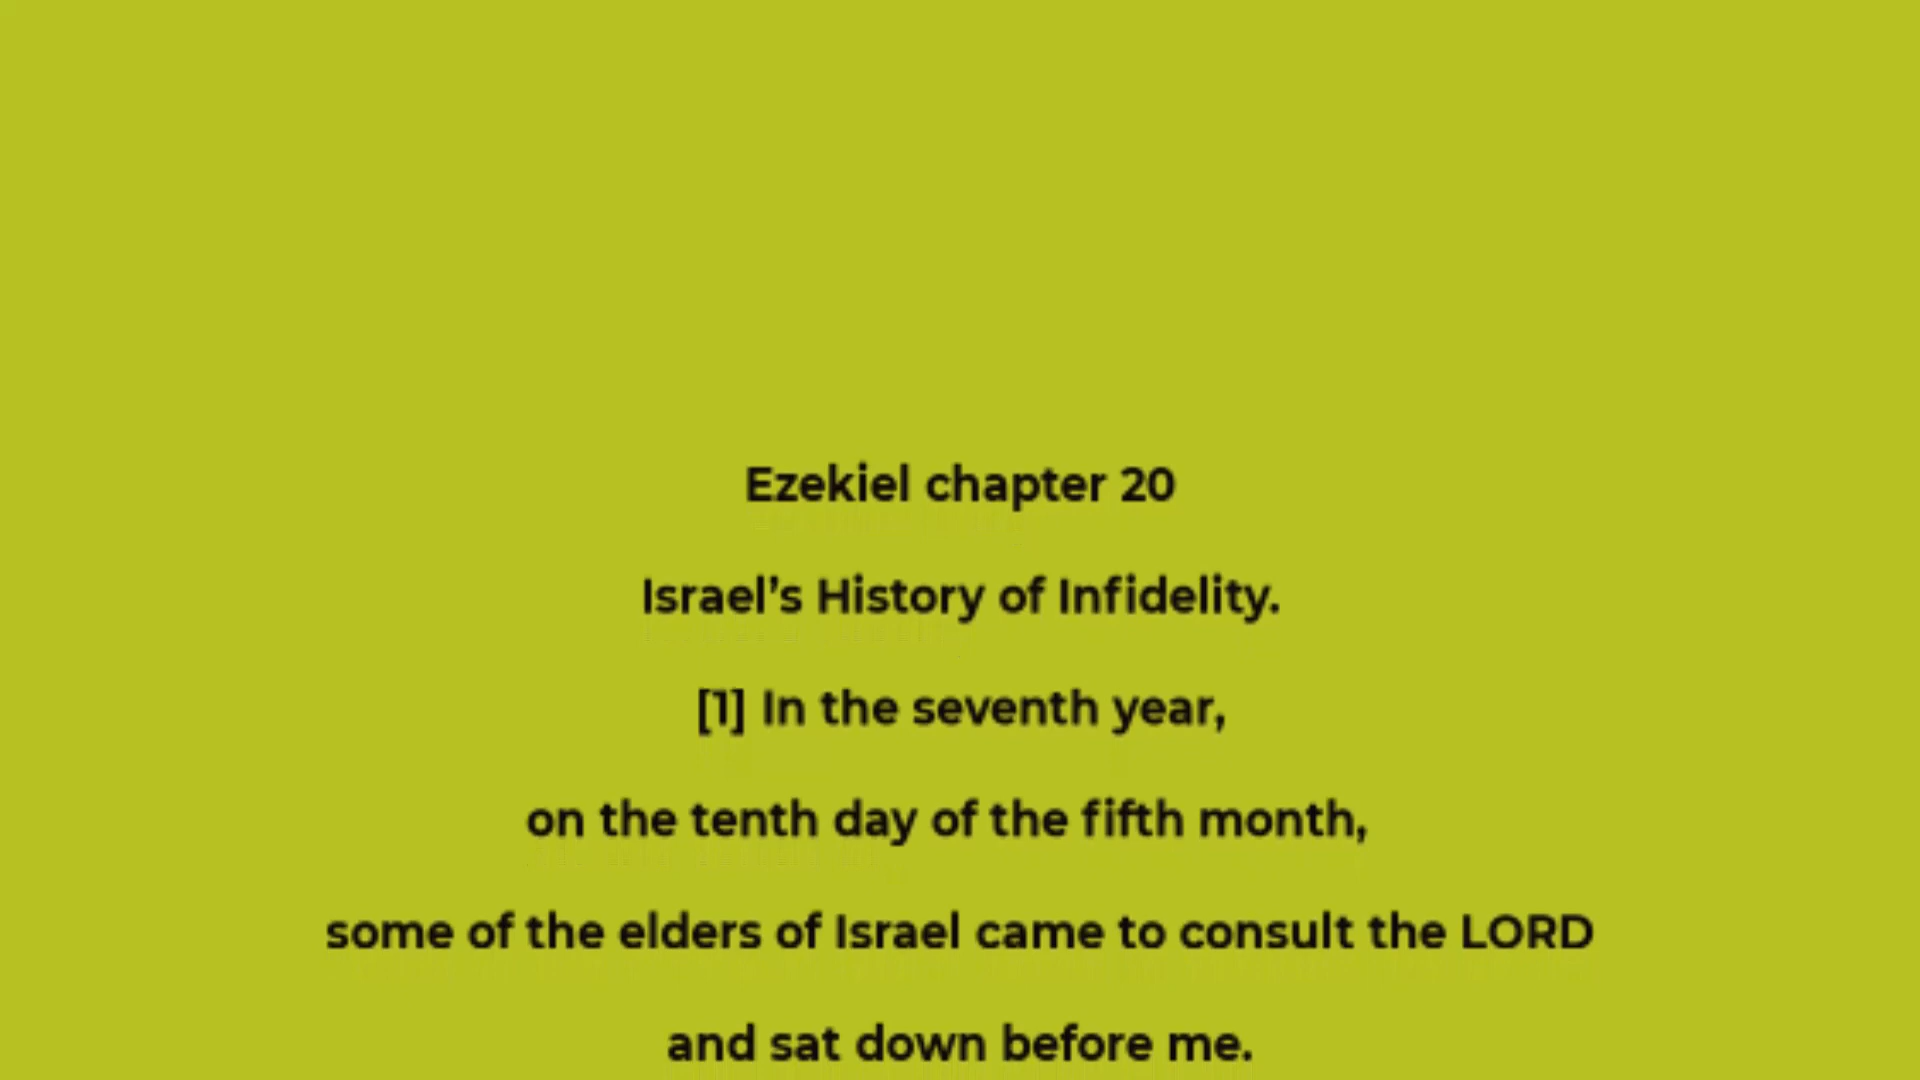 Ezekiel chapter 20
Israel’s History of Infidelity.
[1] In the seventh year,
on the tenth day of the fifth month,
some of the elders of Israel came to consult the LORD
and sat down before me.